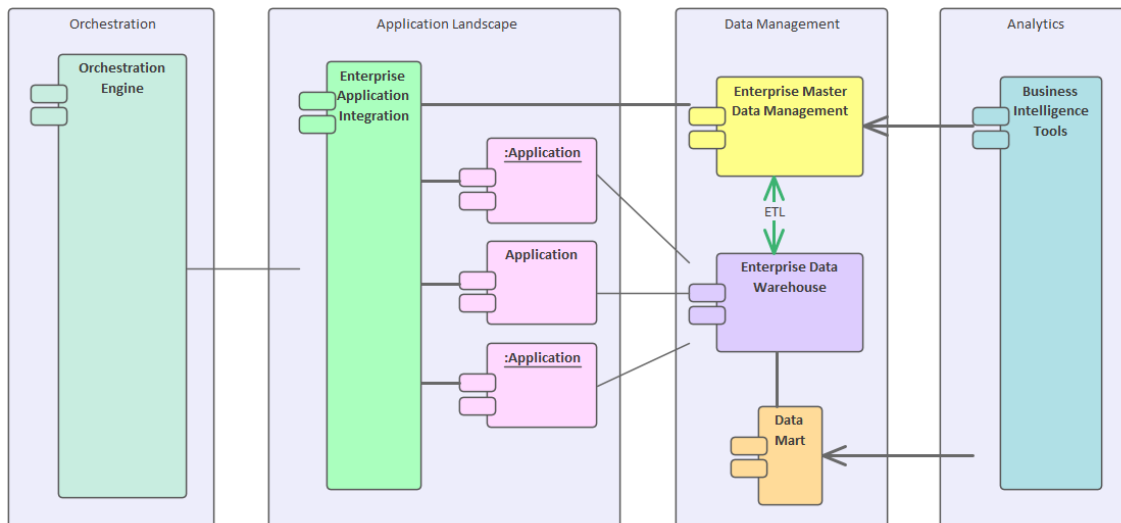 Orchestration
Application Landscape
Data Management
Analytics
Orchestration
Engine
Enterprise
Application
Integration
:Application
Application
:Application
Enterprise Master
Data Management
ETL
Enterprise Data
Warehouse
Data
Mart
Business
Intelligence
Tools